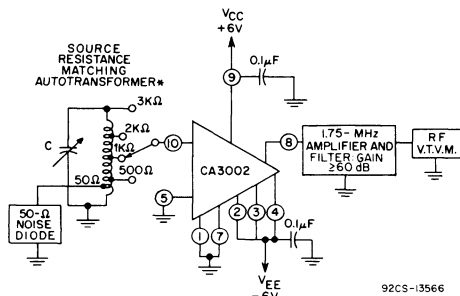 VCC
+6V
0.1µF
SOURCE
RESISTANCE
MATCHING
AUTOTRANSFORMER*
3KΩ
2KΩ
1KΩ
500Ω
50Ω
C
9
10
5
CA3002
8
1.75-MHz
AMPLIFIER AND
FILTER: GAIN
≥60 dB
RF
V.T.V.M.
50-Ω
NOISE
DIODE
1
7
2
3
4
0.1µF
VEE
-6V
92CS-13566